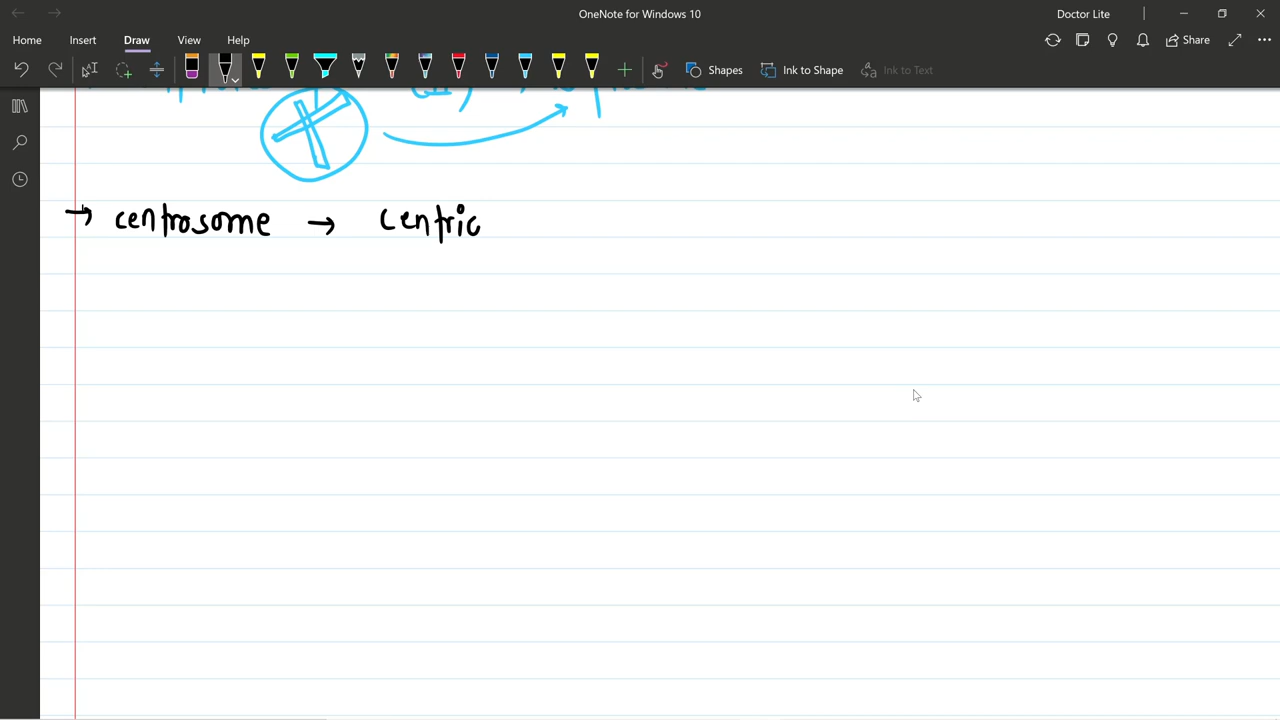 OneNote for Windows 10
Doctor Lite
Home Insert Draw View Help
Share
Shapes Ink to Shape Ink to Text
→ centrosome → centric